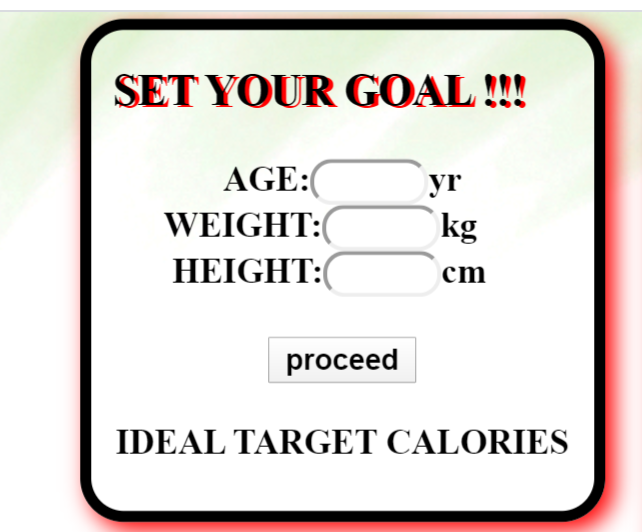 SET YOUR GOAL !!!
AGE: yr
WEIGHT: kg
HEIGHT: cm
proceed
IDEAL TARGET CALORIES